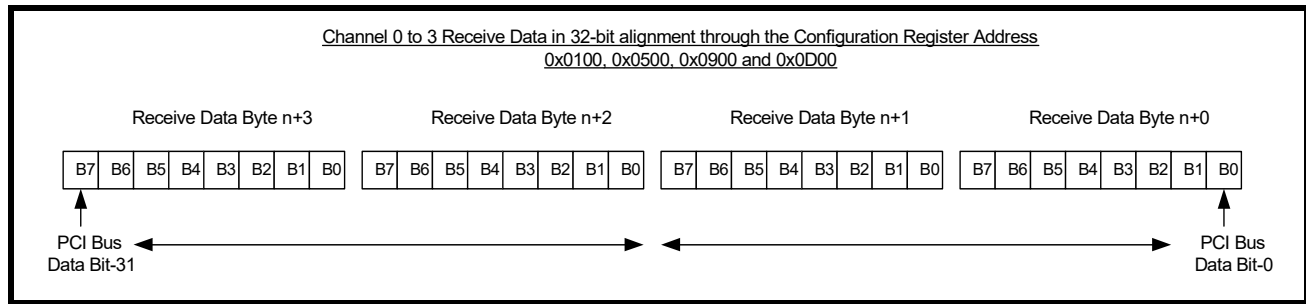 Channel 0 to 3 Receive Data in 32-bit alignment through the Configuration Register Address
0x0100, 0x0500, 0x0900 and 0x0D00
Receive Data Byte n+3 Receive Data Byte n+2 Receive Data Byte n+1 Receive Data Byte n+0
B7 B6 B5 B4 B3 B2 B1 B0 B7 B6 B5 B4 B3 B2 B1 B0 B7 B6 B5 B4 B3 B2 B1 B0 B7 B6 B5 B4 B3 B2 B1 B0
PCI Bus PCI Bus
Data Bit-31 Data Bit-0